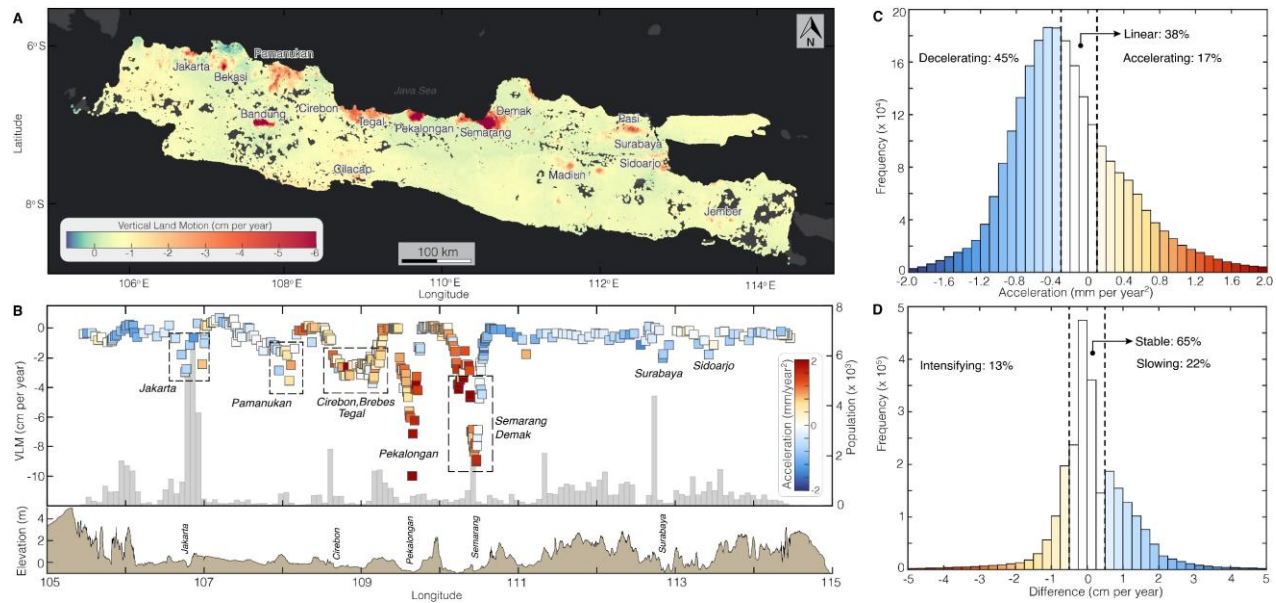 A
6°S
8°S
Latitude
Jakarta
Bekasi
Pamanukan
Bandung
Cirebon
Tegal
Cilacap
Java Sea
Pekalongan
Semarang
Demak
Pasi
Surabaya
Sidoarjo
Madiun
Jember
N
Vertical Land Motion (cm per year)
0 -1 -2 -3 -4 -5 -6
100 km
106°E 108°E 110°E 112°E 114°E
Longitude
B
VLM (cm per year)
0
-2
-4
-6
-8
-10
Jakarta
Pamanukan
Cirebon,Brebes
Tegal
Pekalongan
Semarang
Demak
Surabaya
Sidoarjo
Acceleration (mm/year²)
2
0
-2
8
6
4
2
0
Population (x 10³)
Elevation (m)
4
2
0
Jakarta
Cirebon
Pekalongan
Semarang
Surabaya
105 107 109 111 113 115
Longitude
C
Frequency (x 10⁴)
20
16
12
8
4
0
Decelerating: 45%
Linear: 38%
Accelerating: 17%
-2.0 -1.2 -0.8 -0.4 0 0.4 0.8 1.2 2.0
Acceleration (mm per year²)
D
Frequency (x 10⁵)
5
4
3
2
1
0
Intensifying: 13%
Stable: 65%
Slowing: 22%
-5 -4 -3 -2 -1 0 1 2 3 4 5
Difference (cm per year)